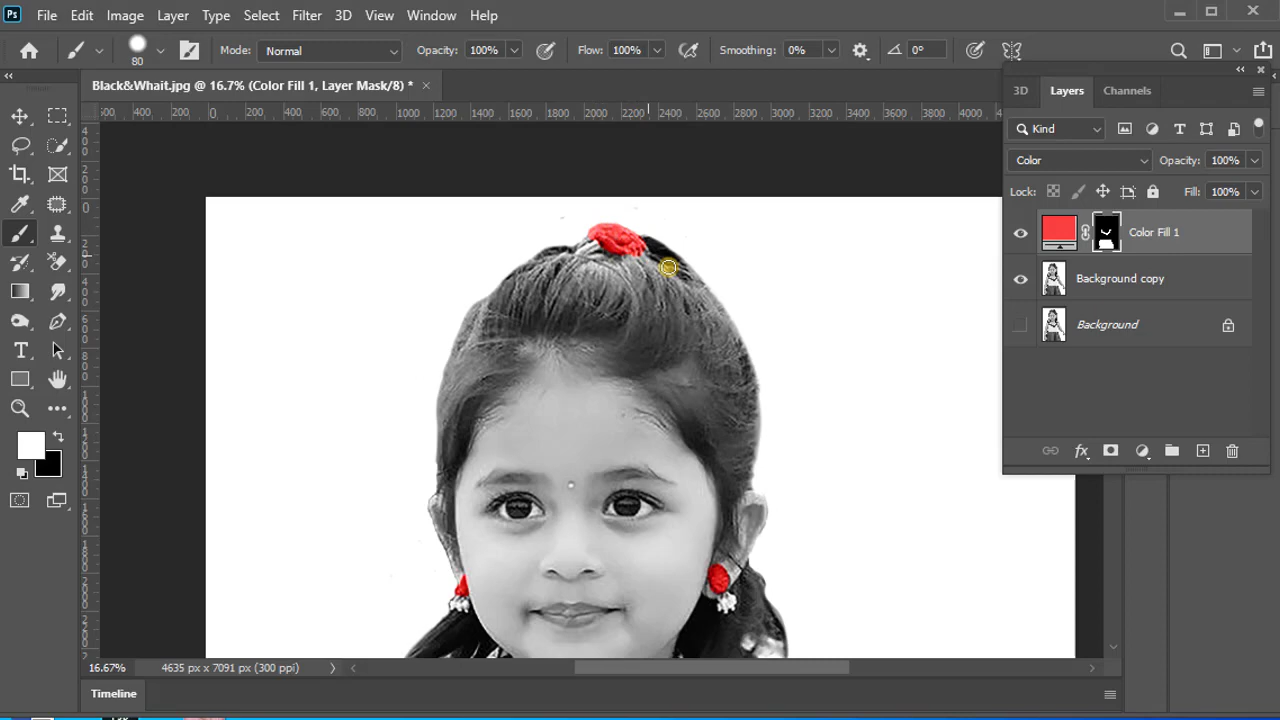 Ps File Edit Image Layer Type Select Filter 3D View Window Help
80 Mode: Normal Opacity: 100% Flow: 100% Smoothing: 0% 0°
Black&Whait.jpg @ 16.7% (Color Fill 1, Layer Mask/8) * ×
400 200 0 200 400 600 800 1000 1200 1400 1600 1800 2000 2200 2400 2600 2800 3000 3200 3400 3600 3800 4000
3D Layers Channels
Kind
Color Opacity: 100%
Lock: Fill: 100%
Color Fill 1
Background copy
Background
16.67% 4635 px x 7091 px (300 ppi)
Timeline